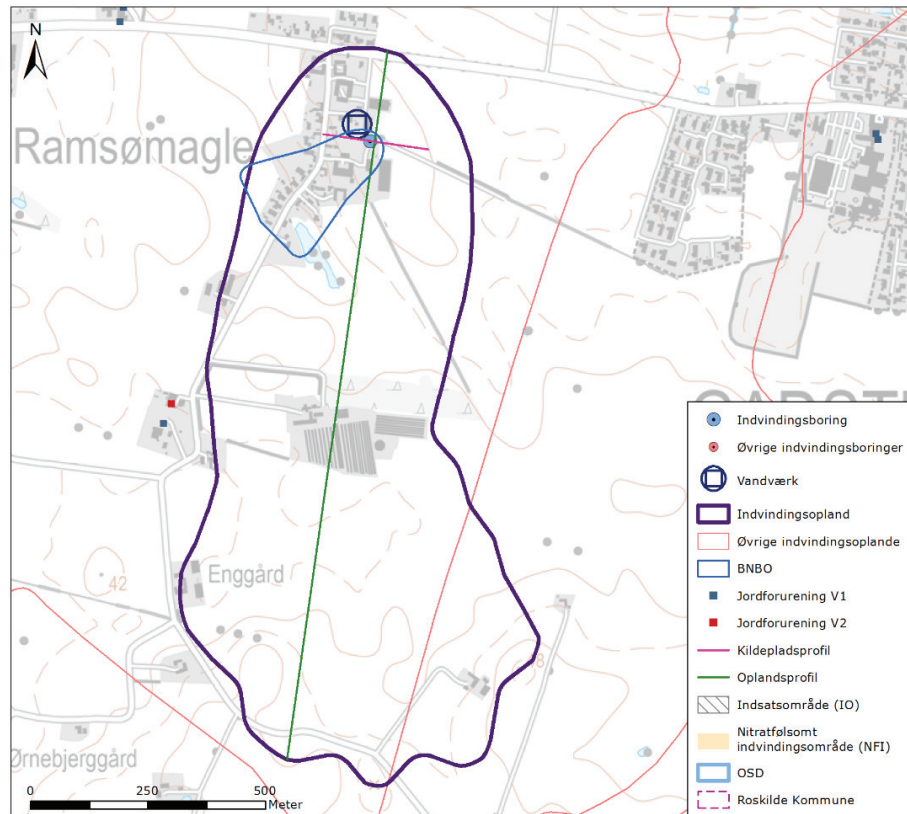 N
Ramsømagle
Enggård
42
Ørnebjerggård
0 250 500
Meter
Indvindingsboring
Øvrige indvindingsboringer
Vandværk
Indvindingsopland
Øvrige indvindingsoplande
BNBO
Jordforurening V1
Jordforurening V2
Kildepladsprofil
Oplandsprofil
Indsatsområde (IO)
Nitratfølsomt
indvindingsområde (NFI)
OSD
Roskilde Kommune